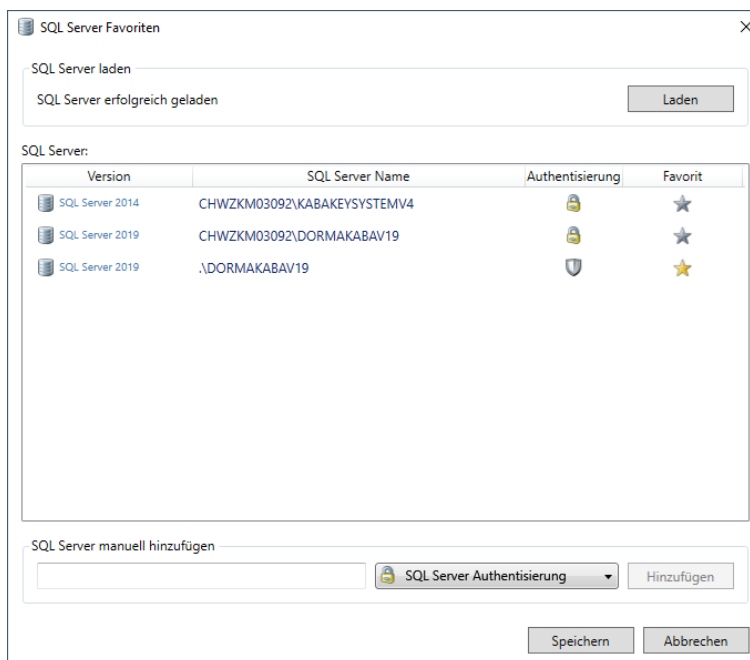 SQL Server Favoriten
SQL Server laden
SQL Server erfolgreich geladen
Laden
SQL Server:
Version SQL Server Name Authentisierung Favorit
SQL Server 2014 CHWZKM03092\KABAKEYSYSTEMV4
SQL Server 2019 CHWZKM03092\DORMAKABAV19
SQL Server 2019 .\DORMAKABAV19
SQL Server manuell hinzufügen
SQL Server Authentisierung Hinzufügen
Speichern Abbrechen